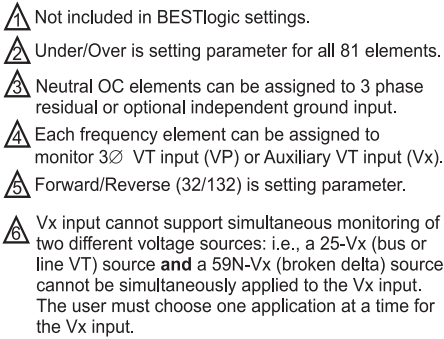 1 Not included in BESTlogic settings.
2 Under/Over is setting parameter for all 81 elements.
3 Neutral OC elements can be assigned to 3 phase
residual or optional independent ground input.
4 Each frequency element can be assigned to
monitor 3∅ VT input (VP) or Auxiliary VT input (Vx).
5 Forward/Reverse (32/132) is setting parameter.
6 Vx input cannot support simultaneous monitoring of
two different voltage sources: i.e., a 25-Vx (bus or
line VT) source and a 59N-Vx (broken delta) source
cannot be simultaneously applied to the Vx input.
The user must choose one application at a time for
the Vx input.